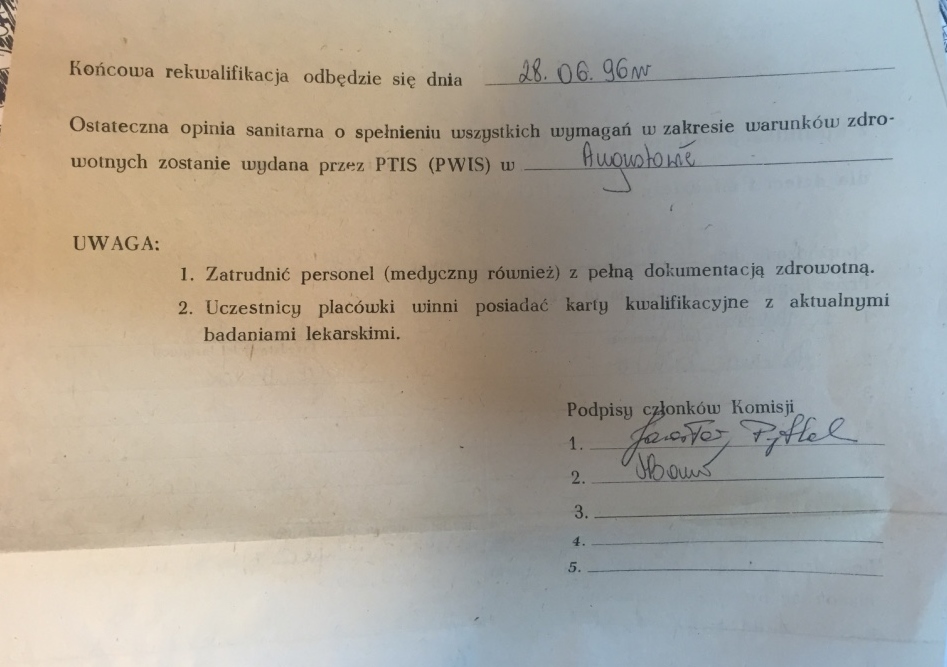 Końcowa rekwalifikacja odbędzie się dnia 28. 06. 96
Ostateczna opinia sanitarna o spełnieniu wszystkich wymagań w zakresie warunków zdro-
wotnych zostanie wydana przez PTIS (PWIS) w Augustowie
UWAGA:
1. Zatrudnić personel (medyczny również) z pełną dokumentacją zdrowotną.
2. Uczestnicy placówki winni posiadać karty kwalifikacyjne z aktualnymi
badaniami lekarskimi.
Podpisy członków Komisji
1.
2.
3.
4.
5.